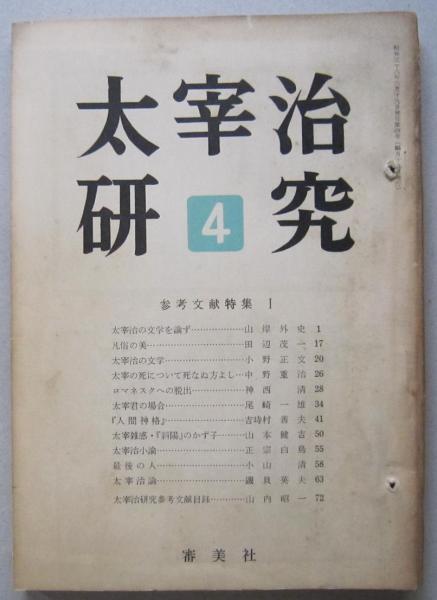 太宰治
研4究
参考文献特集 I
太宰治の文学を論ず………………山岸外史 1
凡俗の美………………田辺茂一 17
太宰治の文学………………小野正文 20
太宰の死について死なぬ方よし…中野重治 26
ロマネスクへの脱出………………神西清 28
太宰君の場合………………尾崎一雄 34
『人間神格』………………吉村善夫 41
太宰雑感・『斜陽』のかず子………山本健吉 50
太宰治小論………………正宗白鳥 55
最後の人………………小山清 58
太宰治論………………磯貝英夫 63
太宰治研究参考文献目録………山内昭一 72
審美社